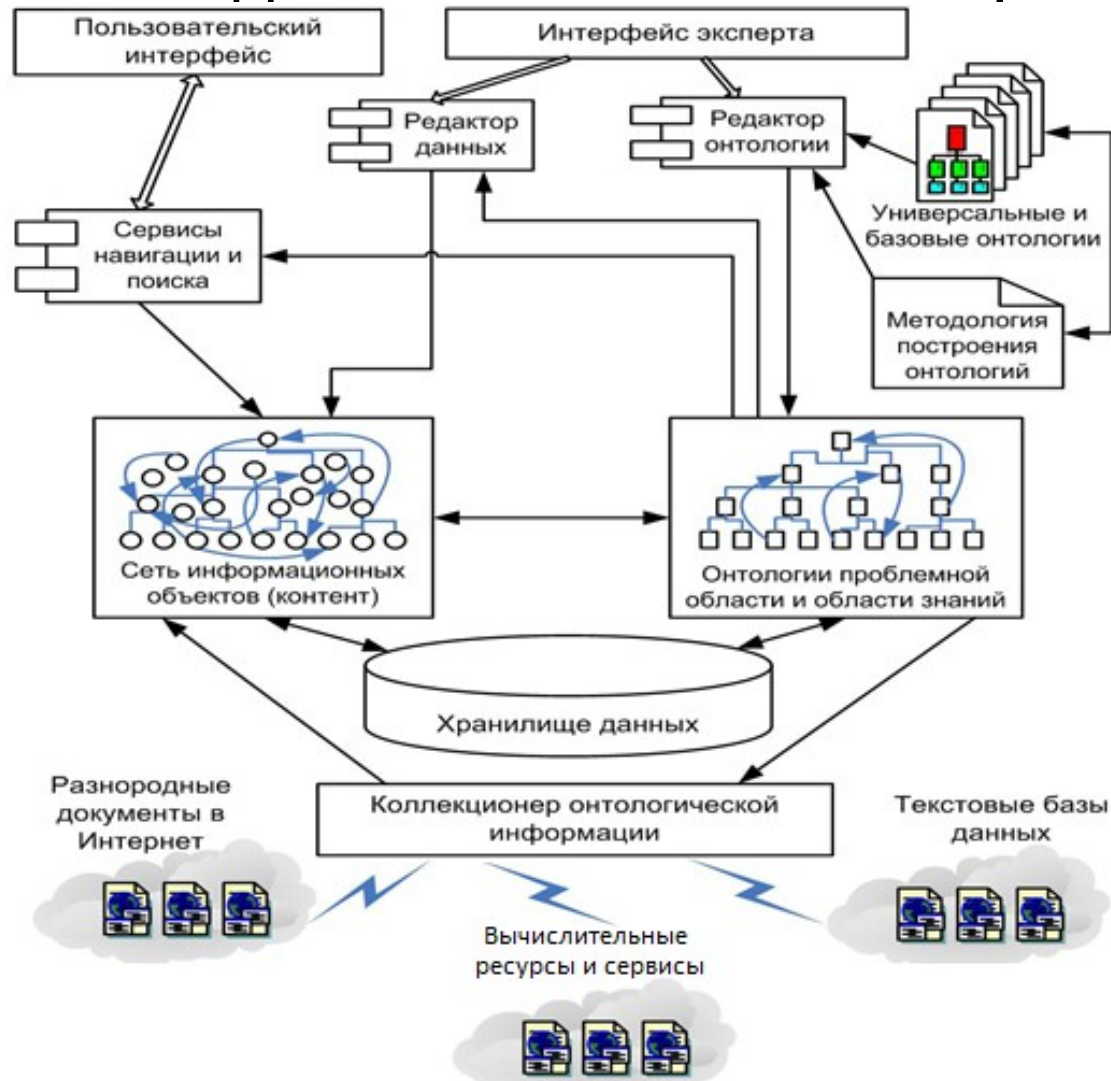 Пользовательский
интерфейс
Интерфейс эксперта
Редактор
данных
Редактор
онтологии
Универсальные и
базовые онтологии
Сервисы
навигации и
поиска
Методология
построения
онтологий
Сеть информационных
объектов (контент)
Онтологии проблемной
области и области знаний
Хранилище данных
Разнородные
документы в
Интернет
Коллекционер онтологической
информации
Текстовые базы
данных
Вычислительные
ресурсы и сервисы